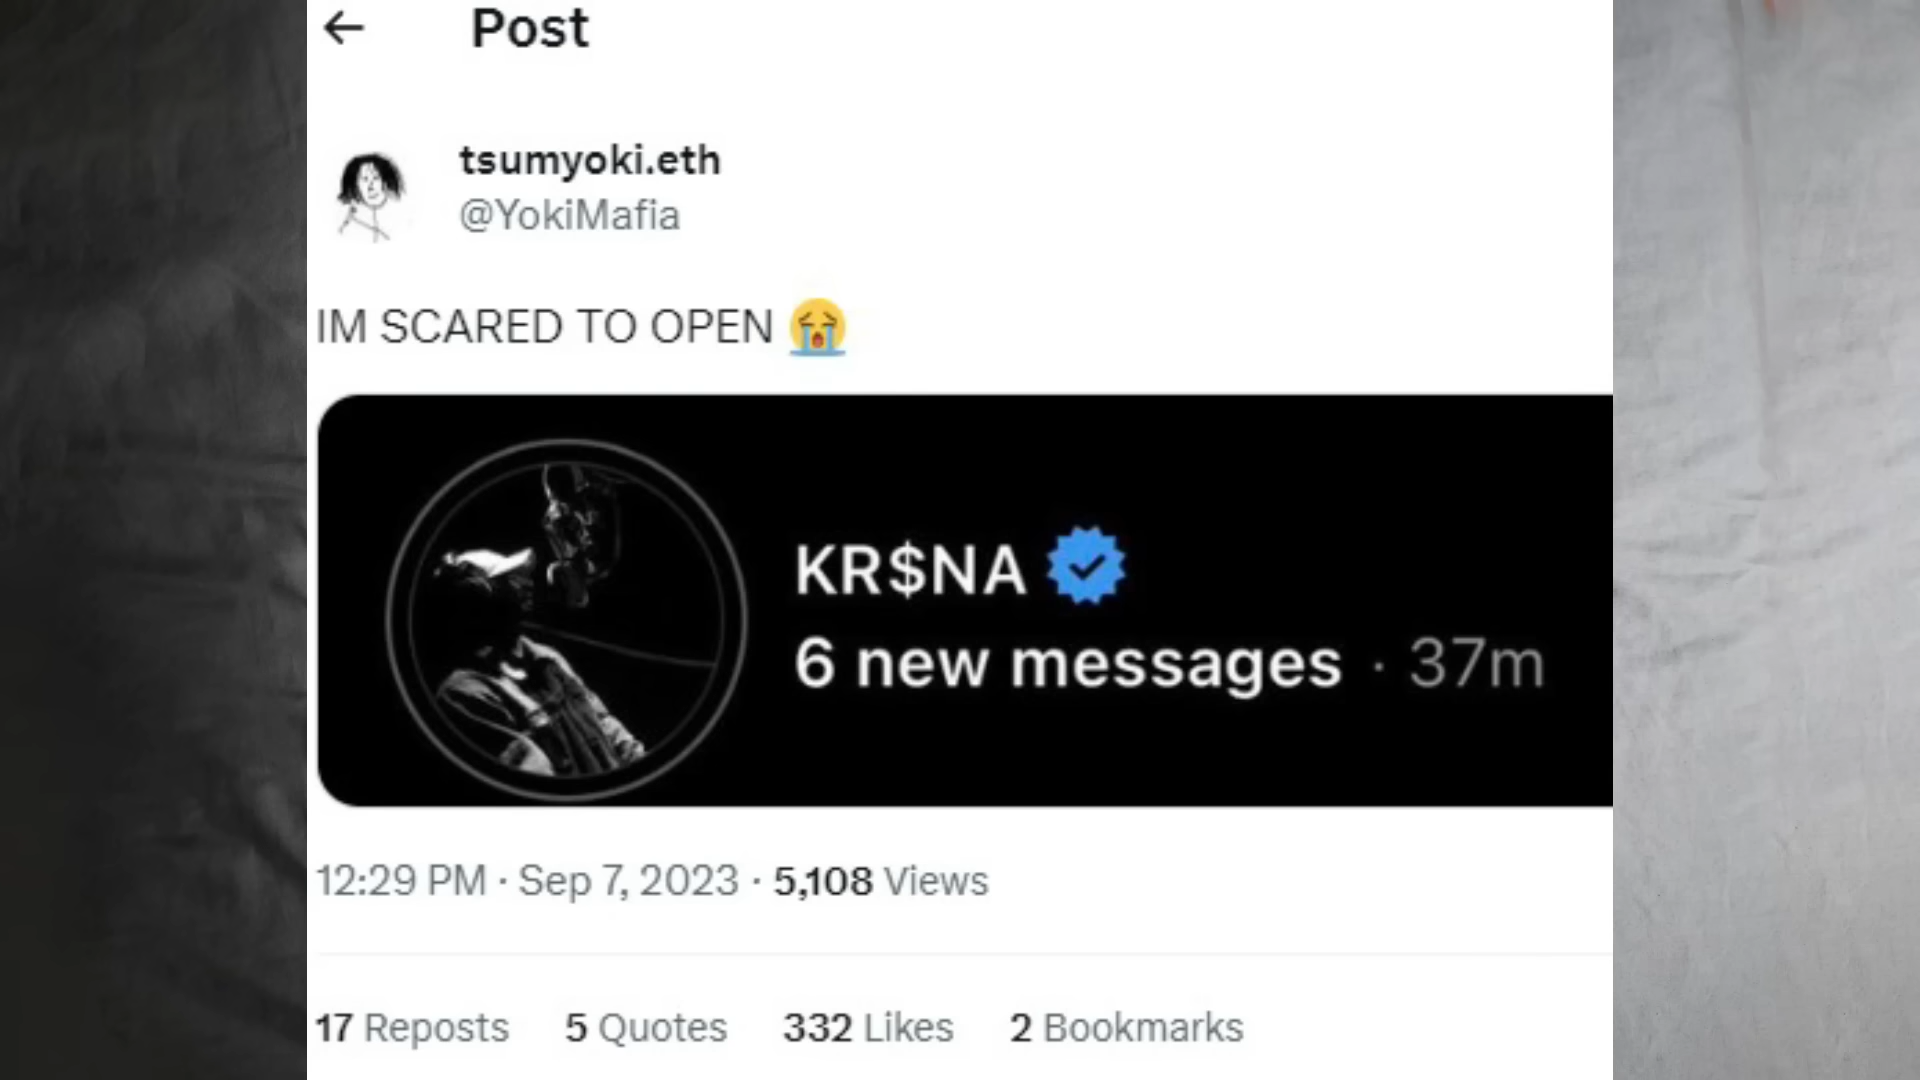 Post
tsumyoki.eth
@YokiMafia
IM SCARED TO OPEN 😭
KR$NA
6 new messages · 37m
12:29 PM · Sep 7, 2023 · 5,108 Views
17 Reposts 5 Quotes 332 Likes 2 Bookmarks